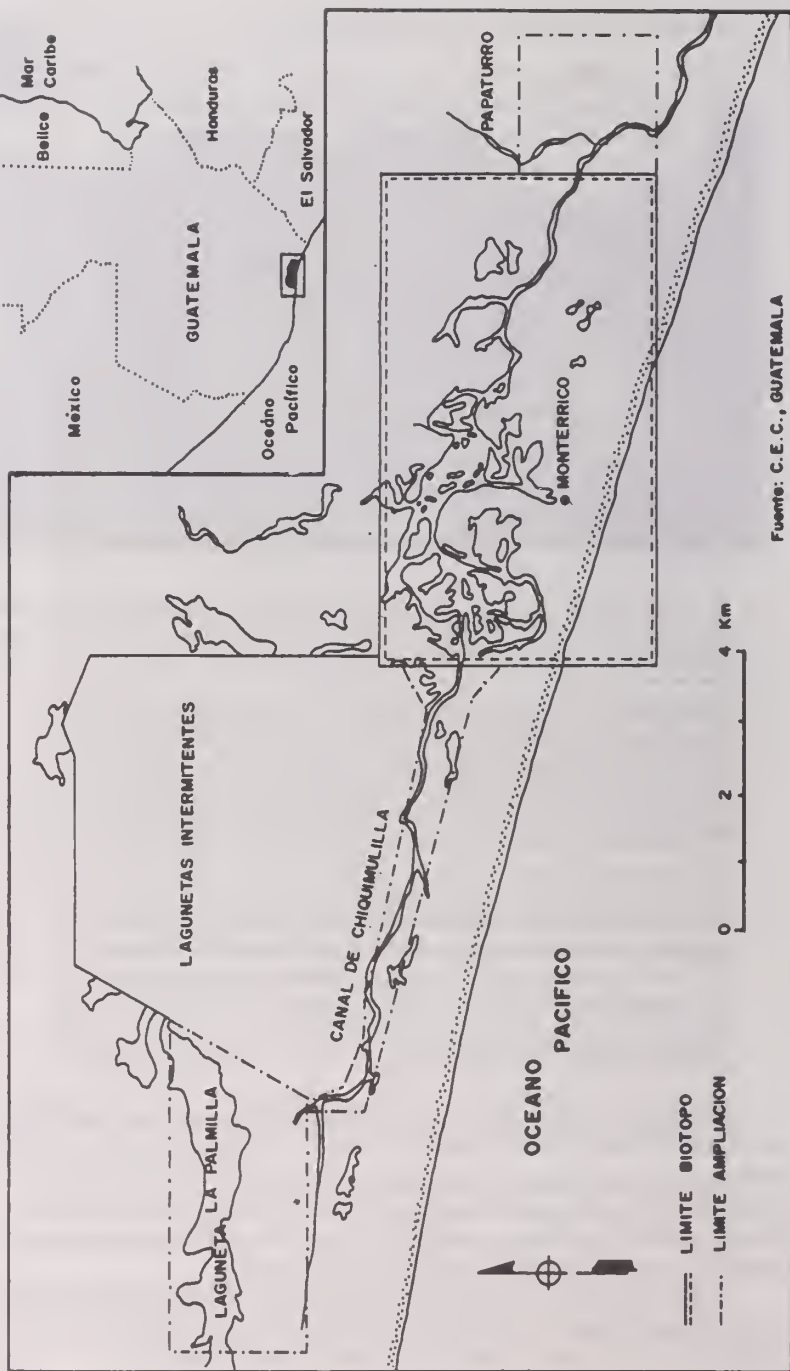 Mar
Caribe
Belice
México
Honduras
GUATEMALA
El Salvador
Oceáno
Pacífico
PAPATURRO
LAGUNETAS INTERMITENTES
MONTERRICO
CANAL DE CHIQUIMULILLA
LAGUNETA LA PALMILLA
OCEANO
PACIFICO
0 2 4 Km
LIMITE BIOTOPO
LIMITE AMPLIACION
Fuente: C.E.C., GUATEMALA